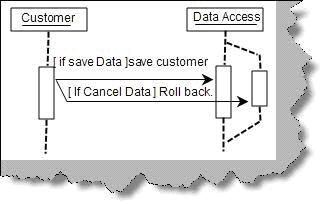 Customer
Data Access
[ if save Data ]save customer
[ If Cancel Data ] Roll back.